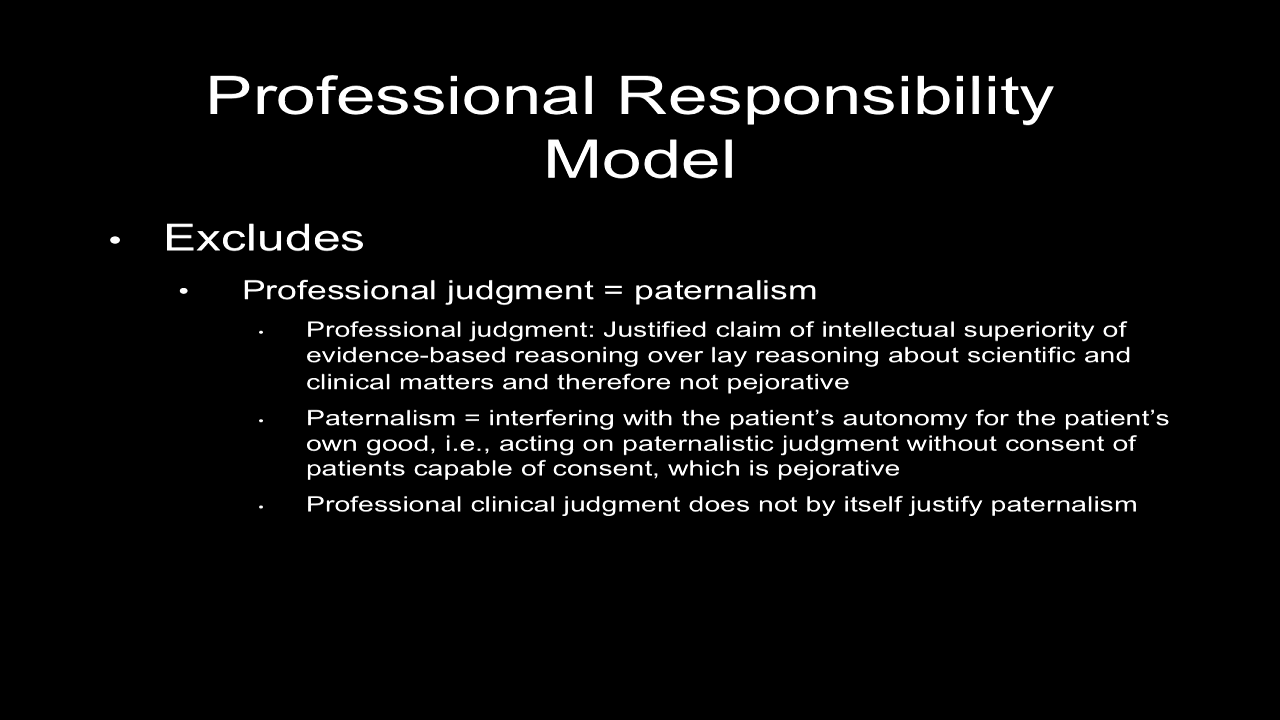 Professional Responsibility
Model
• Excludes
• Professional judgment = paternalism
• Professional judgment: Justified claim of intellectual superiority of
evidence-based reasoning over lay reasoning about scientific and
clinical matters and therefore not pejorative
• Paternalism = interfering with the patient’s autonomy for the patient’s
own good, i.e., acting on paternalistic judgment without consent of
patients capable of consent, which is pejorative
• Professional clinical judgment does not by itself justify paternalism